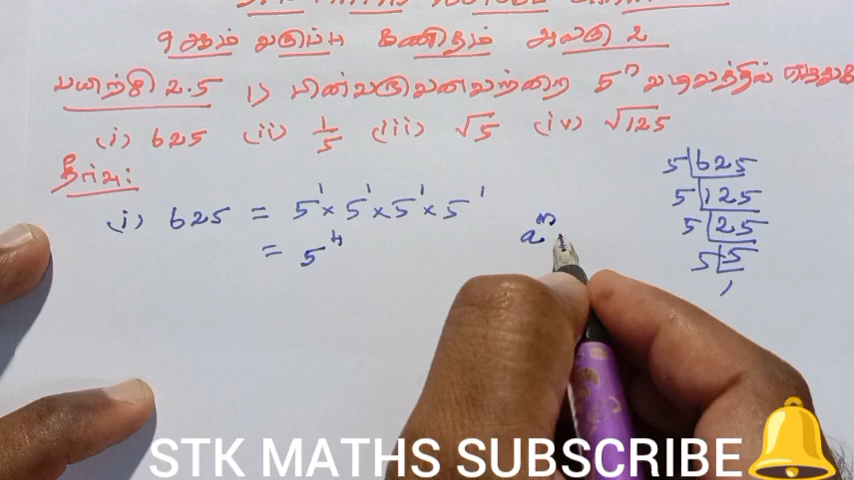 9 ஆம் வகுப்பு கணிதம் அலகு 2
பயிற்சி 2.5 1) பின்வருவனவற்றை 5ⁿ வடிவத்தில்
(i) 625 (ii) 1/5 (iii) √5 (iv) √125
தீர்வு:
(i) 625 = 5¹ × 5¹ × 5¹ × 5¹
= 5⁴
aᵐ
5 | 625
5 | 125
5 | 25
5 | 5
1
STK MATHS SUBSCRIBE